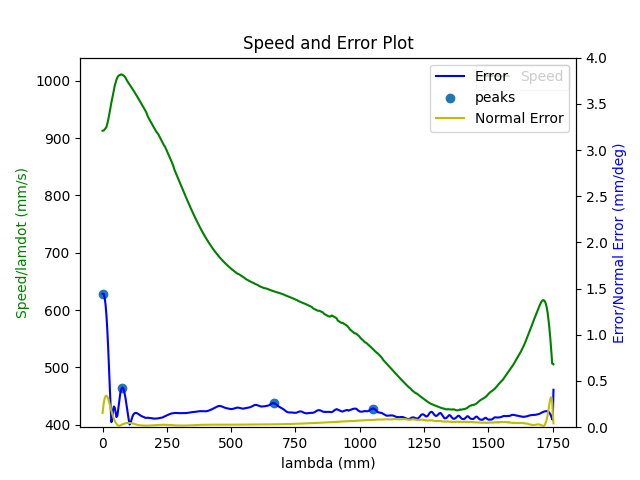 Speed and Error Plot
Speed/lamdot (mm/s)
1000
900
800
700
600
500
400
Error
Speed
peaks
Normal Error
4.0
3.5
3.0
2.5
2.0
1.5
1.0
0.5
0.0
Error/Normal Error (mm/deg)
0 250 500 750 1000 1250 1500 1750
lambda (mm)